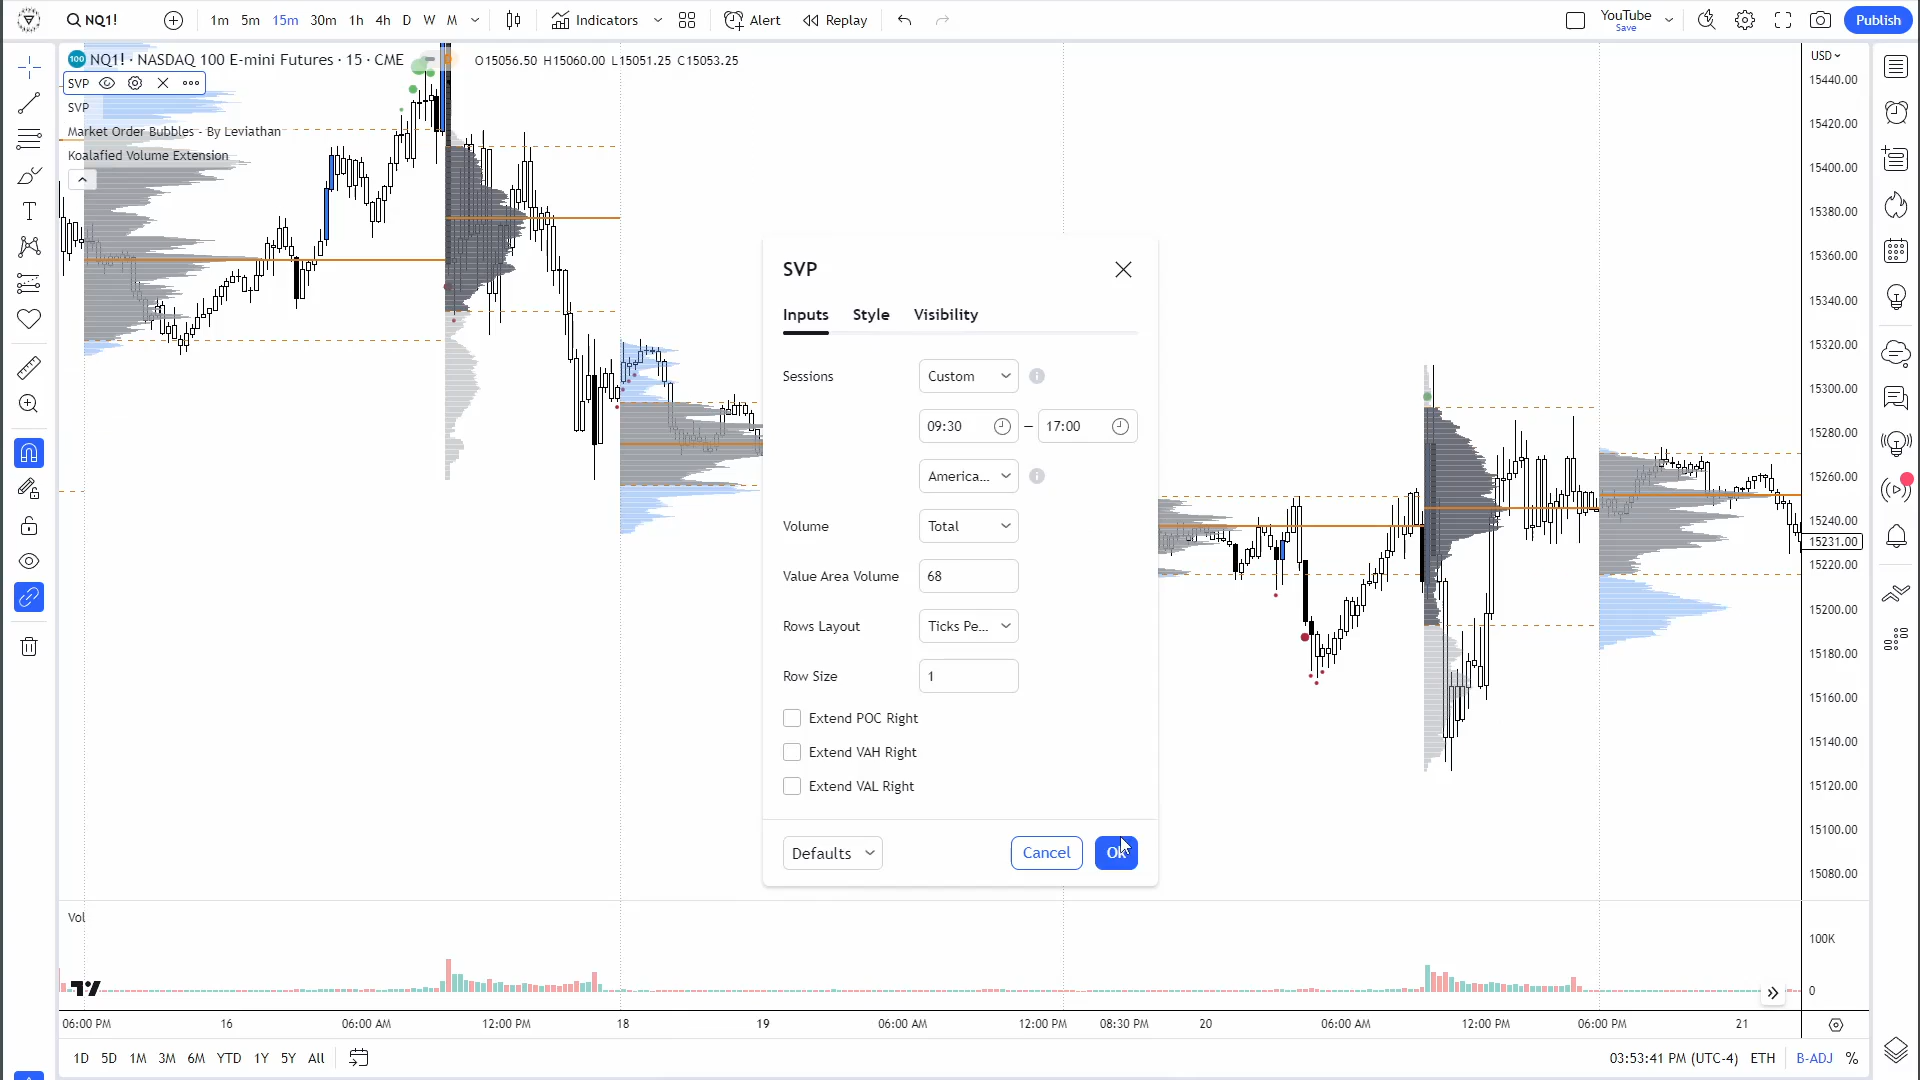 NQ1!
1m 5m 15m 30m 1h 4h D W M
Indicators
Alert
Replay
YouTube
Save
Publish
NQ1! · NASDAQ 100 E-mini Futures · 15 · CME
O15056.50 H15060.00 L15051.25 C15053.25
USD
SVP
SVP
Market Order Bubbles - By Leviathan
Koalafied Volume Extension
15440.00
15420.00
15400.00
15380.00
15360.00
15340.00
15320.00
15300.00
15280.00
15260.00
15240.00
15231.00
15220.00
15200.00
15180.00
15160.00
15140.00
15120.00
15100.00
15080.00
SVP
Inputs Style Visibility
Sessions Custom
09:30 – 17:00
America...
Volume Total
Value Area Volume 68
Rows Layout Ticks Pe...
Row Size 1
Extend POC Right
Extend VAH Right
Extend VAL Right
Defaults Cancel Ok
Vol
100K
0
06:00 PM 16 06:00 AM 12:00 PM 18 19 06:00 AM 12:00 PM 08:30 PM 20 06:00 AM 12:00 PM 06:00 PM 21
1D 5D 1M 3M 6M YTD 1Y 5Y All
03:53:41 PM (UTC-4) ETH B-ADJ %